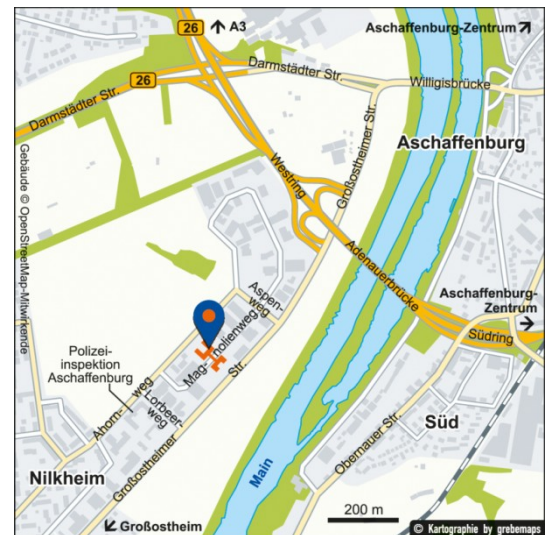 26
A3
Aschaffenburg-Zentrum
26
Darmstädter Str.
Darmstädter Str.
Willigisbrücke
Großostheimer Str.
Aschaffenburg
Westring
Gebäude © OpenStreetMap-Mitwirkende
Adenauerbrücke
Aspen-
weg
Aschaffenburg-
Zentrum
Südring
Mag-nolienweg
Polizei-
inspektion
Aschaffenburg
Ahorn-weg
Lorbeer-
weg
Großostheimer Str.
Obernauer Str.
Süd
Nilkheim
Main
200 m
Großostheim
© Kartographie by grebemaps